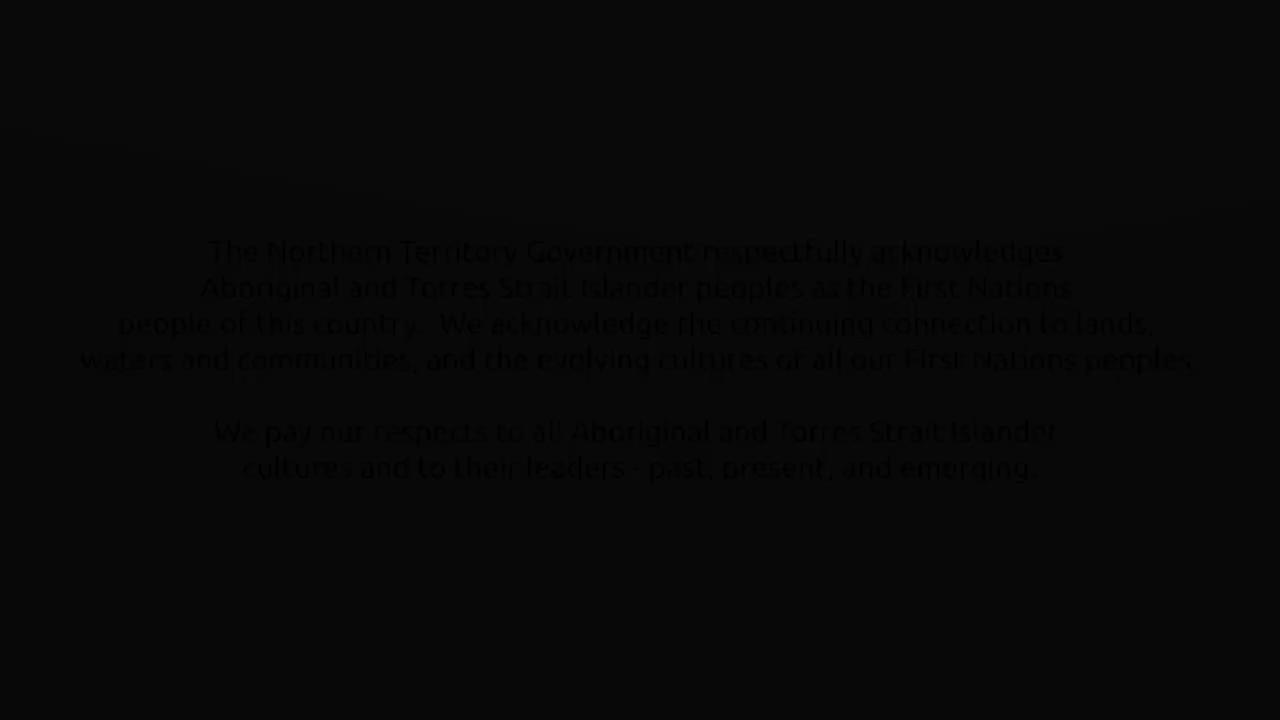 The Northern Territory Government respectfully acknowledges
Aboriginal and Torres Strait Islander peoples as the First Nations
people of this country. We acknowledge the continuing connection to lands,
waters and communities, and the evolving cultures of all our First Nations peoples.
We pay our respects to all Aboriginal and Torres Strait Islander
cultures and to their leaders - past, present, and emerging.